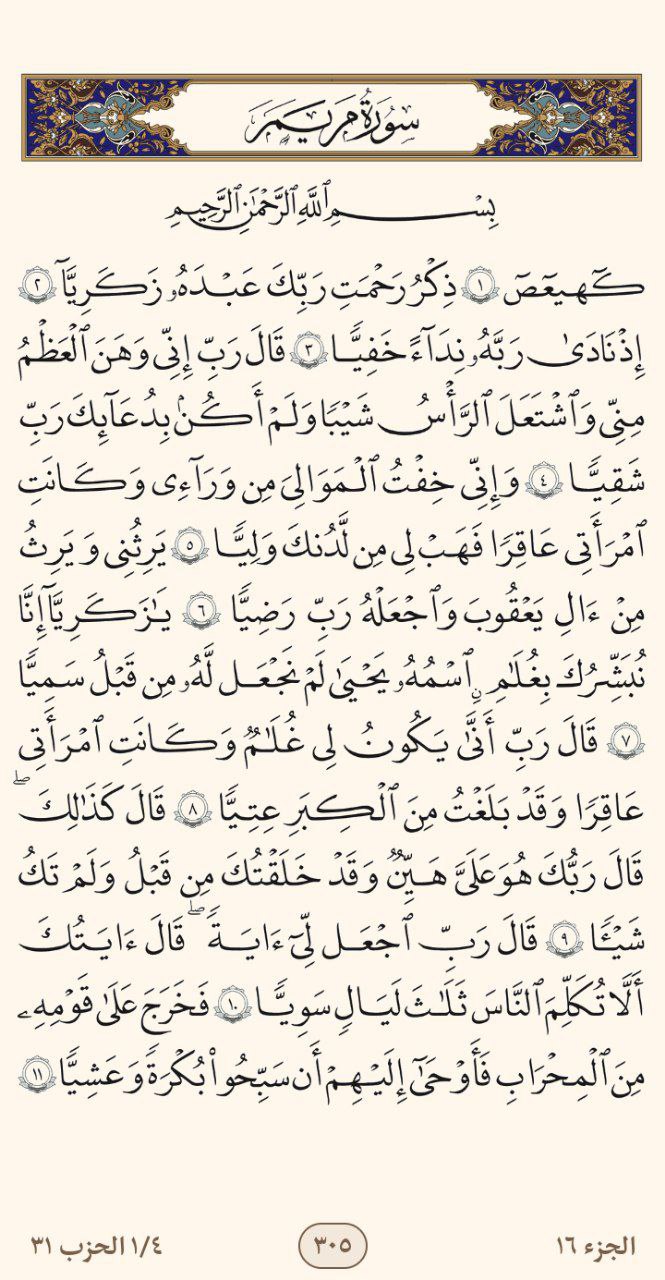 سُورَةُ مَرۡيَمَ
بِسۡمِ ٱللَّهِ ٱلرَّحۡمَٰنِ ٱلرَّحِيمِ
كٓهيعٓصٓ ١ ذِكۡرُ رَحۡمَتِ رَبِّكَ عَبۡدَهُۥ زَكَرِيَّآ ٢
إِذۡ نَادَىٰ رَبَّهُۥ نِدَآءً خَفِيّٗا ٣ قَالَ رَبِّ إِنِّي وَهَنَ ٱلۡعَظۡمُ
مِنِّي وَٱشۡتَعَلَ ٱلرَّأۡسُ شَيۡبٗا وَلَمۡ أَكُنۢ بِدُعَآئِكَ رَبِّ
شَقِيّٗا ٤ وَإِنِّي خِفۡتُ ٱلۡمَوَٰلِيَ مِن وَرَآءِي وَكَانَتِ
ٱمۡرَأَتِي عَاقِرٗا فَهَبۡ لِي مِن لَّدُنكَ وَلِيّٗا ٥ يَرِثُنِي وَيَرِثُ
مِنۡ ءَالِ يَعۡقُوبَ وَٱجۡعَلۡهُ رَبِّ رَضِيّٗا ٦ يَٰزَكَرِيَّآ إِنَّا
نُبَشِّرُكَ بِغُلَٰمٍ ٱسۡمُهُۥ يَحۡيَىٰ لَمۡ نَجۡعَل لَّهُۥ مِن قَبۡلُ سَمِيّٗا
٧ قَالَ رَبِّ أَنَّىٰ يَكُونُ لِي غُلَٰمٞ وَكَانَتِ ٱمۡرَأَتِي
عَاقِرٗا وَقَدۡ بَلَغۡتُ مِنَ ٱلۡكِبَرِ عِتِيّٗا ٨ قَالَ كَذَٰلِكَۖ
قَالَ رَبُّكَ هُوَ عَلَيَّ هَيِّنٞ وَقَدۡ خَلَقۡتُكَ مِن قَبۡلُ وَلَمۡ تَكُ
شَيۡـٔٗا ٩ قَالَ رَبِّ ٱجۡعَل لِّيٓ ءَايَةٗۖ قَالَ ءَايَتُكَ
أَلَّا تُكَلِّمَ ٱلنَّاسَ ثَلَٰثَ لَيَالٖ سَوِيّٗا ١٠ فَخَرَجَ عَلَىٰ قَوۡمِهِۦ
مِنَ ٱلۡمِحۡرَابِ فَأَوۡحَىٰٓ إِلَيۡهِمۡ أَن سَبِّحُواْ بُكۡرَةٗ وَعَشِيّٗا ١١
الجزء ١٦ ٣٠٥ ١/٤ الحزب ٣١